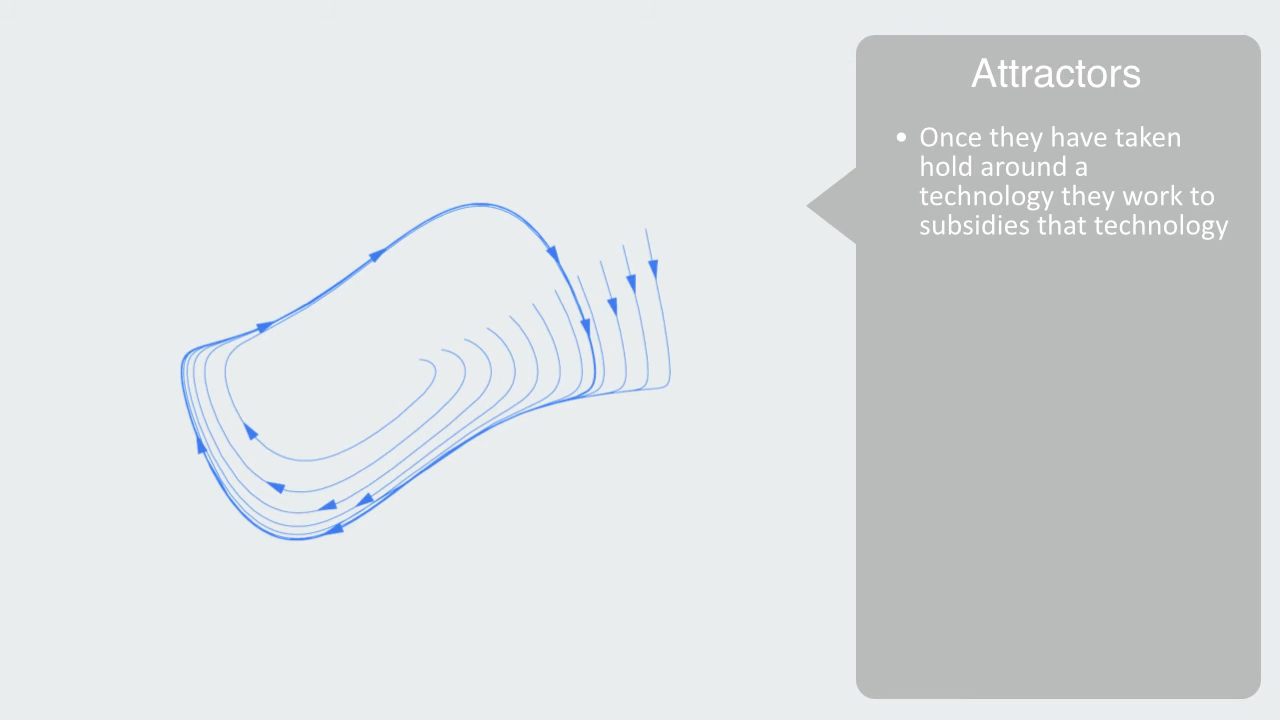 Attractors
• Once they have taken
hold around a
technology they work to
subsidies that technology